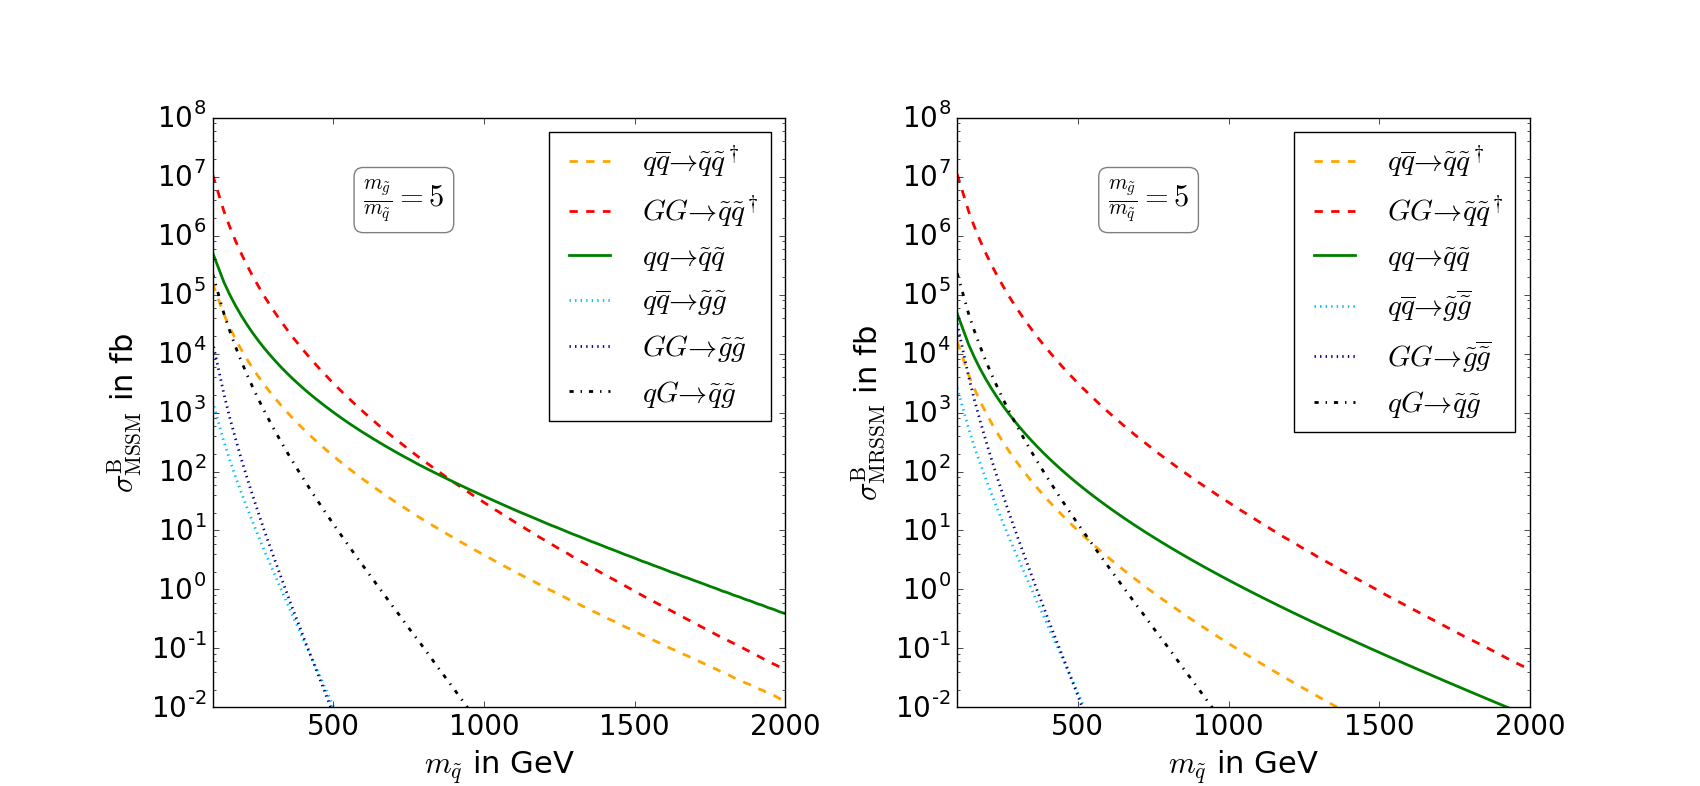 10^8
10^7
10^6
10^5
10^4
10^3
10^2
10^1
10^0
10^-1
10^-2
σ^B_MSSM in fb
m_g̃ / m_q̃ = 5
qq̅→q̃q̃^†
GG→q̃q̃^†
qq→q̃q̃
qq̅→g̃g̃
GG→g̃g̃
qG→q̃g̃
500 1000 1500 2000
m_q̃ in GeV
10^8
10^7
10^6
10^5
10^4
10^3
10^2
10^1
10^0
10^-1
10^-2
σ^B_MRSSM in fb
m_g̃ / m_q̃ = 5
qq̅→q̃q̃^†
GG→q̃q̃^†
qq→q̃q̃
qq̅→g̃g̃̅
GG→g̃g̃̅
qG→q̃g̃
500 1000 1500 2000
m_q̃ in GeV